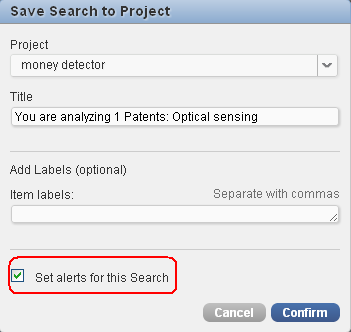 Save Search to Project
Project
money detector
Title
You are analyzing 1 Patents: Optical sensing
Add Labels (optional)
Item labels:
Separate with commas
Set alerts for this Search
Cancel
Confirm